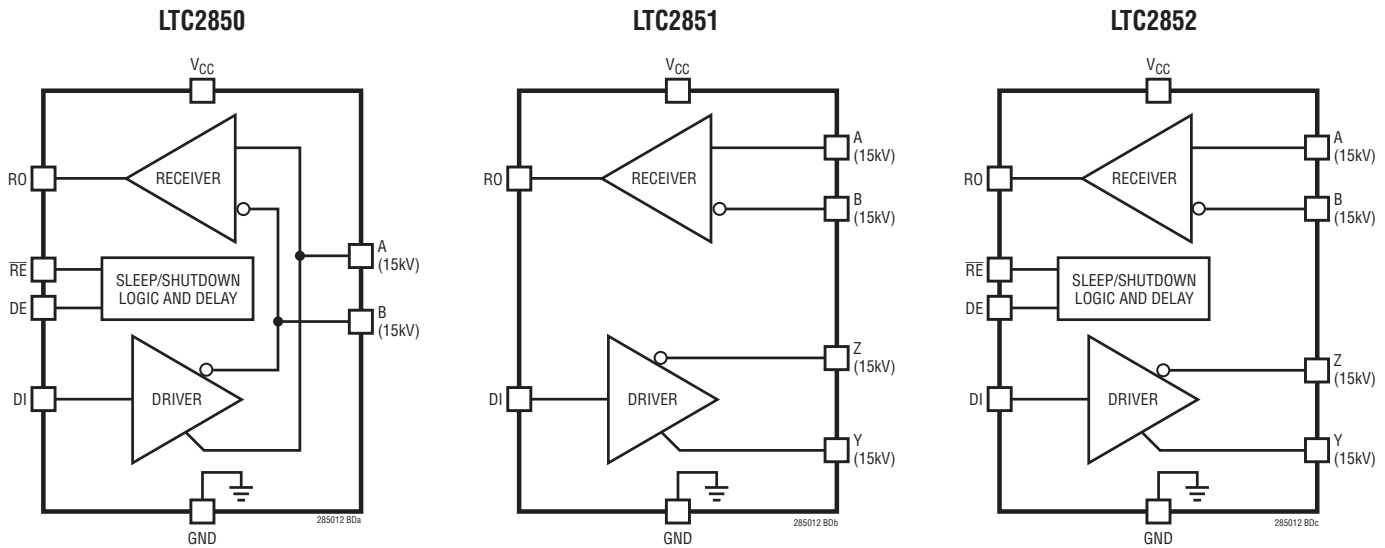 LTC2850
VCC
RO
RECEIVER
RE
DE
SLEEP/SHUTDOWN
LOGIC AND DELAY
A
(15kV)
B
(15kV)
DI
DRIVER
GND
285012 BDa
LTC2851
VCC
A
(15kV)
RO
RECEIVER
B
(15kV)
Z
(15kV)
DI
DRIVER
Y
(15kV)
GND
285012 BDb
LTC2852
VCC
A
(15kV)
RO
RECEIVER
B
(15kV)
RE
DE
SLEEP/SHUTDOWN
LOGIC AND DELAY
Z
(15kV)
DI
DRIVER
Y
(15kV)
GND
285012 BDc